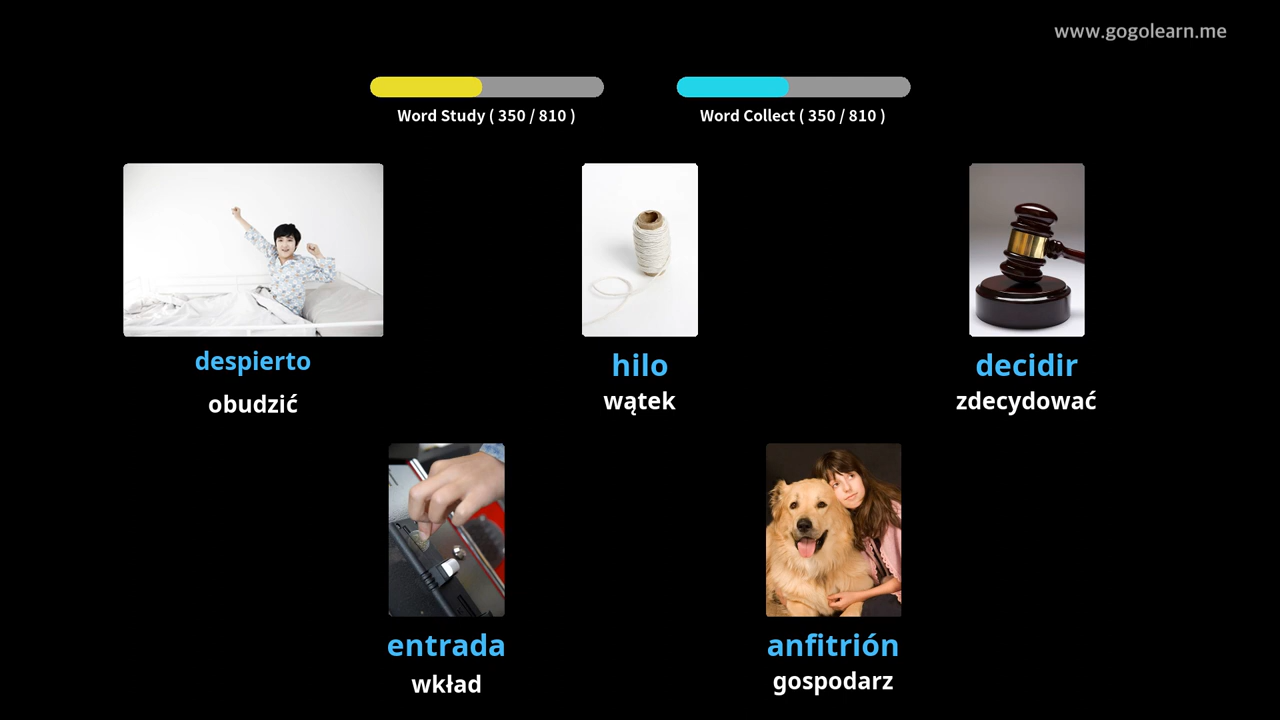 www.gogolearn.me
Word Study ( 350 / 810 )
Word Collect ( 350 / 810 )
despierto
obudzić
hilo
wątek
decidir
zdecydować
entrada
wkład
anfitrión
gospodarz